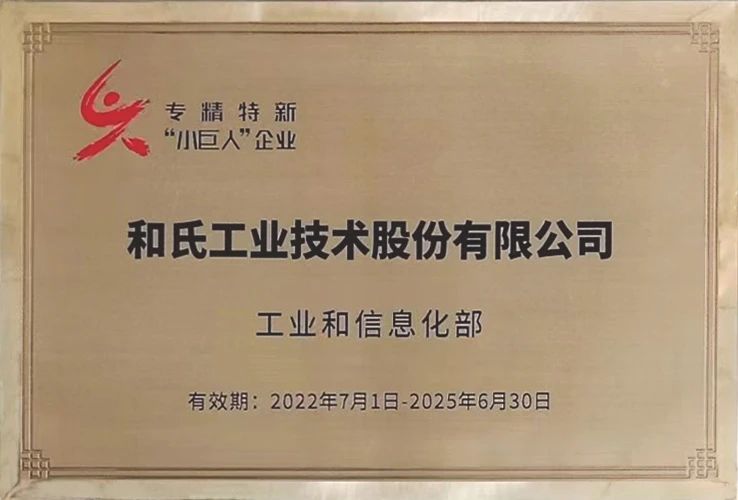 专精特新
“小巨人”企业
和氏工业技术股份有限公司
工业和信息化部
有效期：2022年7月1日-2025年6月30日